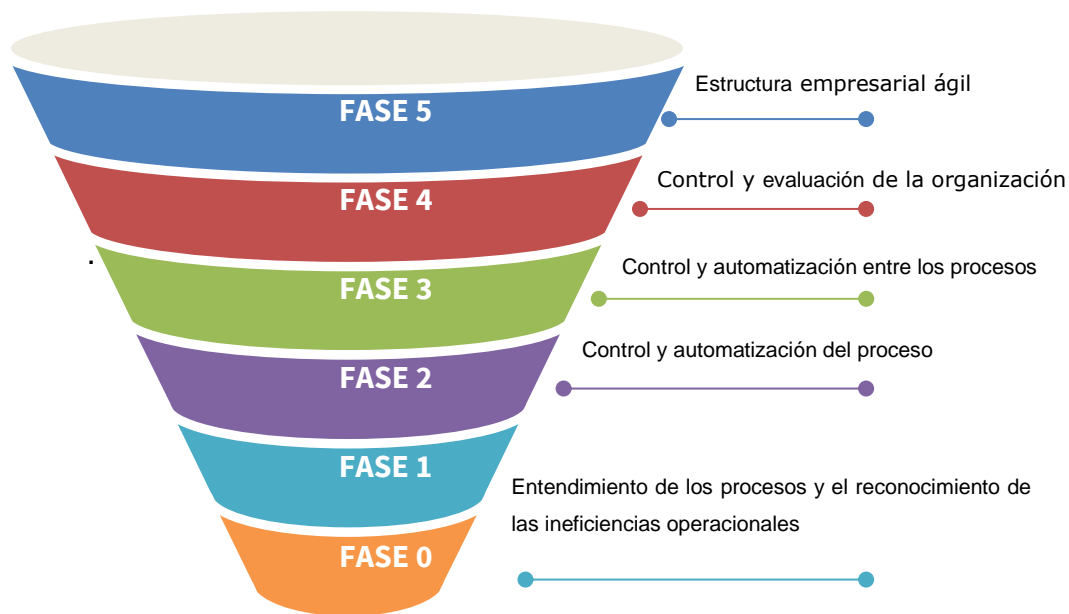 Estructura empresarial ágil
FASE 5
Control y evaluación de la organización
FASE 4
.
Control y automatización entre los procesos
FASE 3
Control y automatización del proceso
FASE 2
FASE 1
Entendimiento de los procesos y el reconocimiento de
las ineficiencias operacionales
FASE 0